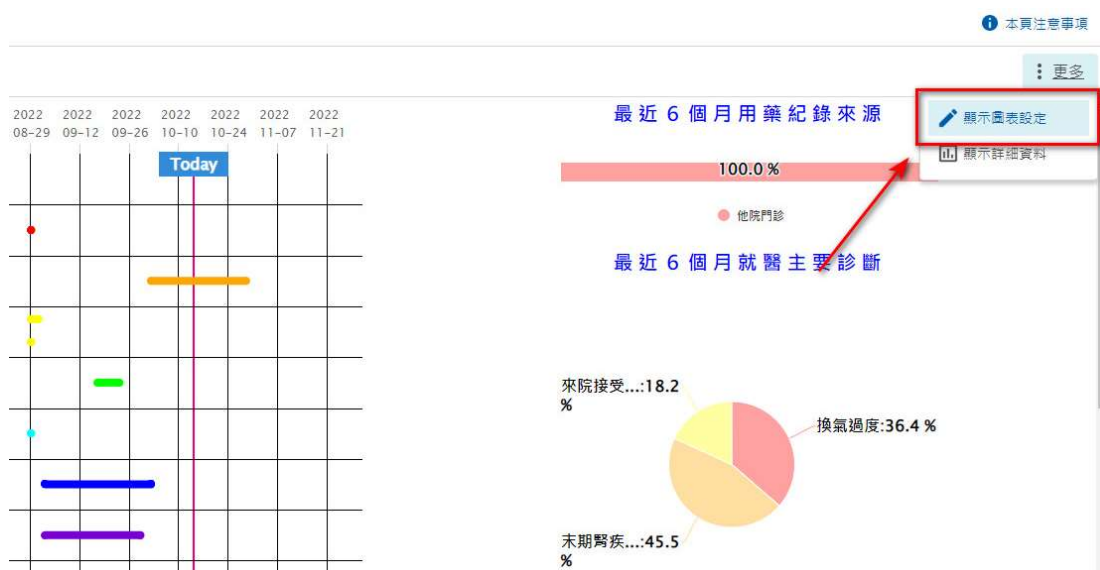 本頁注意事項
更多
顯示圖表設定
顯示詳細資料
2022 2022 2022 2022 2022 2022 2022
08-29 09-12 09-26 10-10 10-24 11-07 11-21
Today
最近6個月用藥紀錄來源
100.0 %
他院門診
最近6個月就醫主要診斷
來院接受...:18.2
%
換氣過度:36.4 %
末期腎疾...:45.5
%